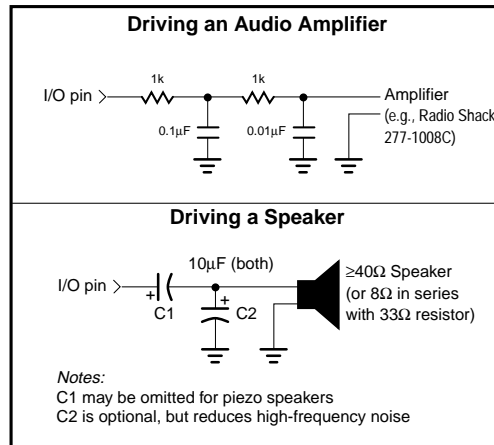 Driving an Audio Amplifier
1k 1k
I/O pin
Amplifier
(e.g., Radio Shack
277-1008C)
0.1µF 0.01µF
Driving a Speaker
10µF (both)
I/O pin
≥40Ω Speaker
(or 8Ω in series
with 33Ω resistor)
+ C1
+ C2
Notes:
C1 may be omitted for piezo speakers
C2 is optional, but reduces high-frequency noise